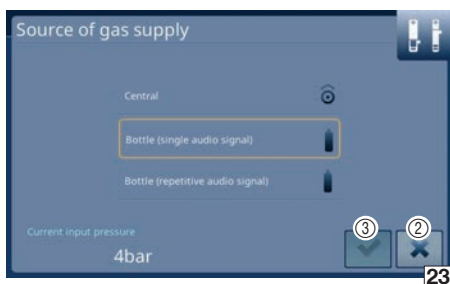 Source of gas supply
Central
Bottle (single audio signal)
Bottle (repetitive audio signal)
Current input pressure
4bar
③ ②
23